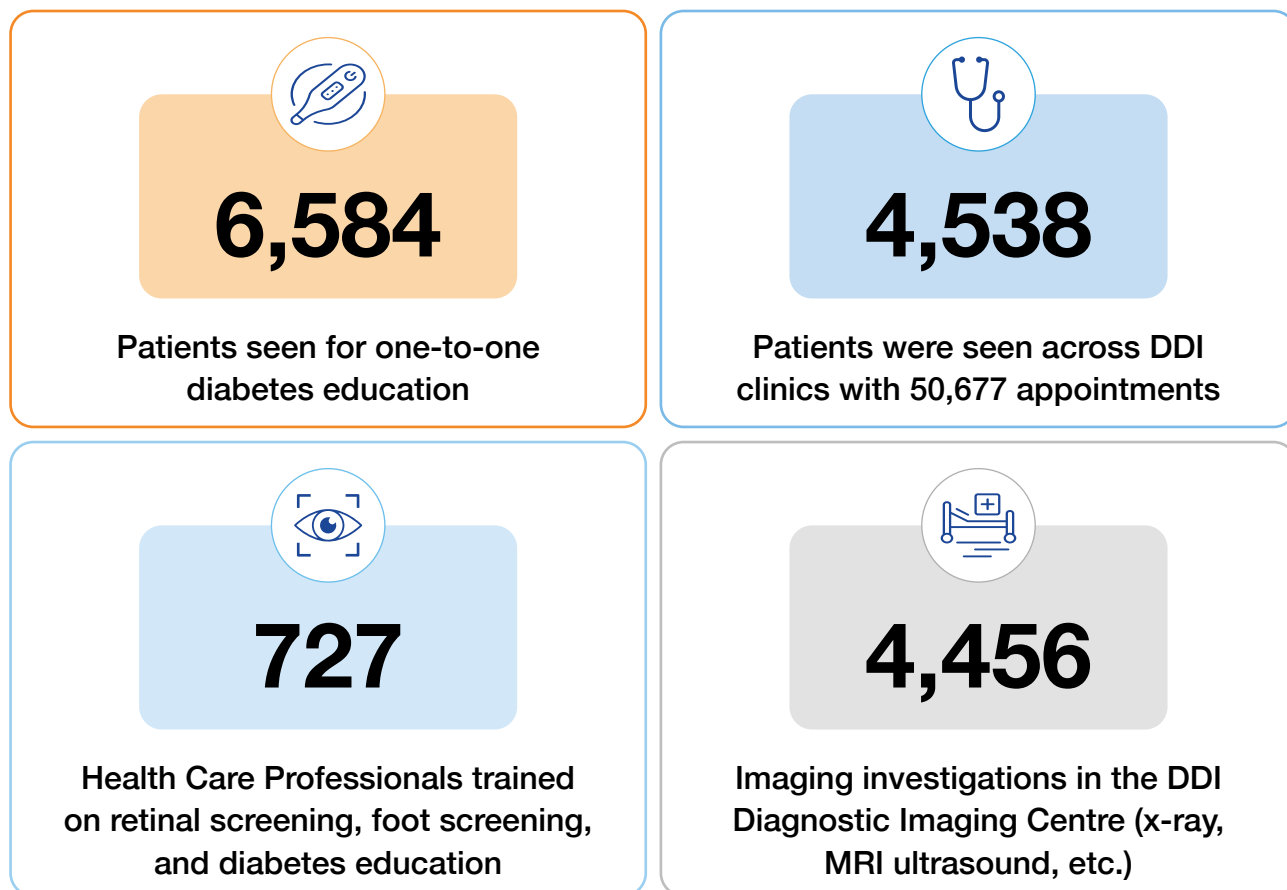 6,584
Patients seen for one-to-one
diabetes education
4,538
Patients were seen across DDI
clinics with 50,677 appointments
727
Health Care Professionals trained
on retinal screening, foot screening,
and diabetes education
4,456
Imaging investigations in the DDI
Diagnostic Imaging Centre (x-ray,
MRI ultrasound, etc.)